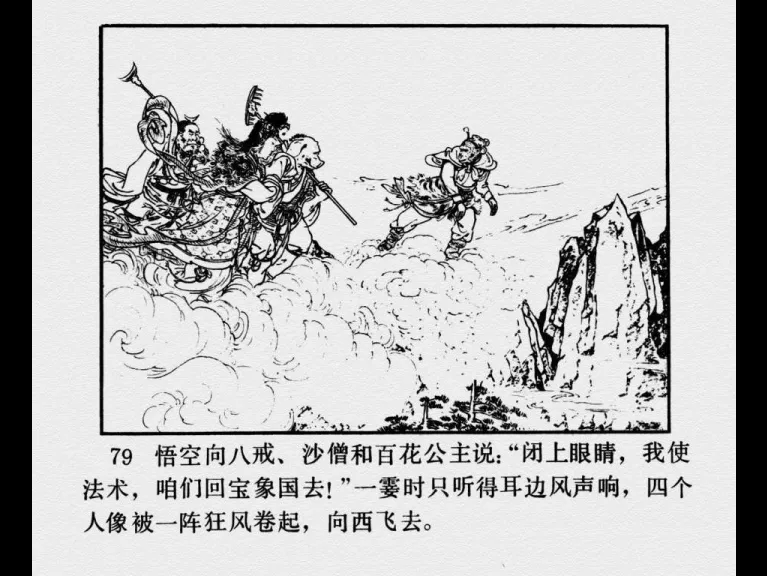 79 悟空向八戒、沙僧和百花公主说：“闭上眼睛，我使
法术，咱们回宝象国去！”一霎时只听得耳边风声响，四个
人像被一阵狂风卷起，向西飞去。